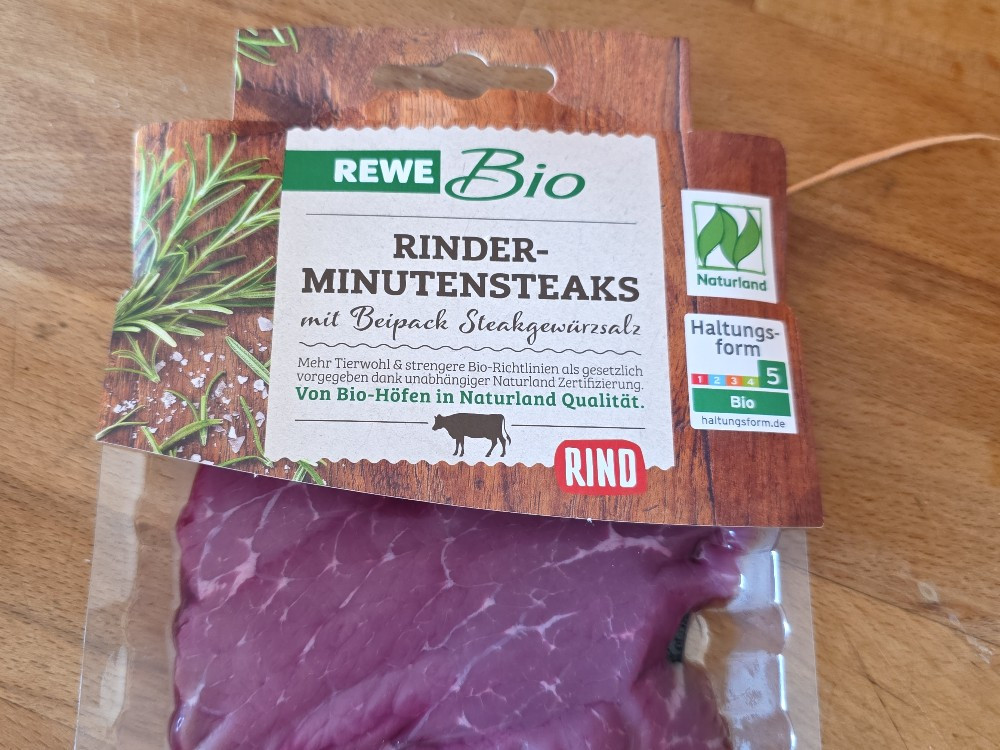 REWE Bio
RINDER-
MINUTENSTEAKS
mit Beipack Steakgewürzsalz
Mehr Tierwohl & strengere Bio-Richtlinien als gesetzlich
vorgegeben dank unabhängiger Naturland Zertifizierung.
Von Bio-Höfen in Naturland Qualität.
RIND
Naturland
Haltungs-
form
1 2 3 4 5
Bio
haltungsform.de